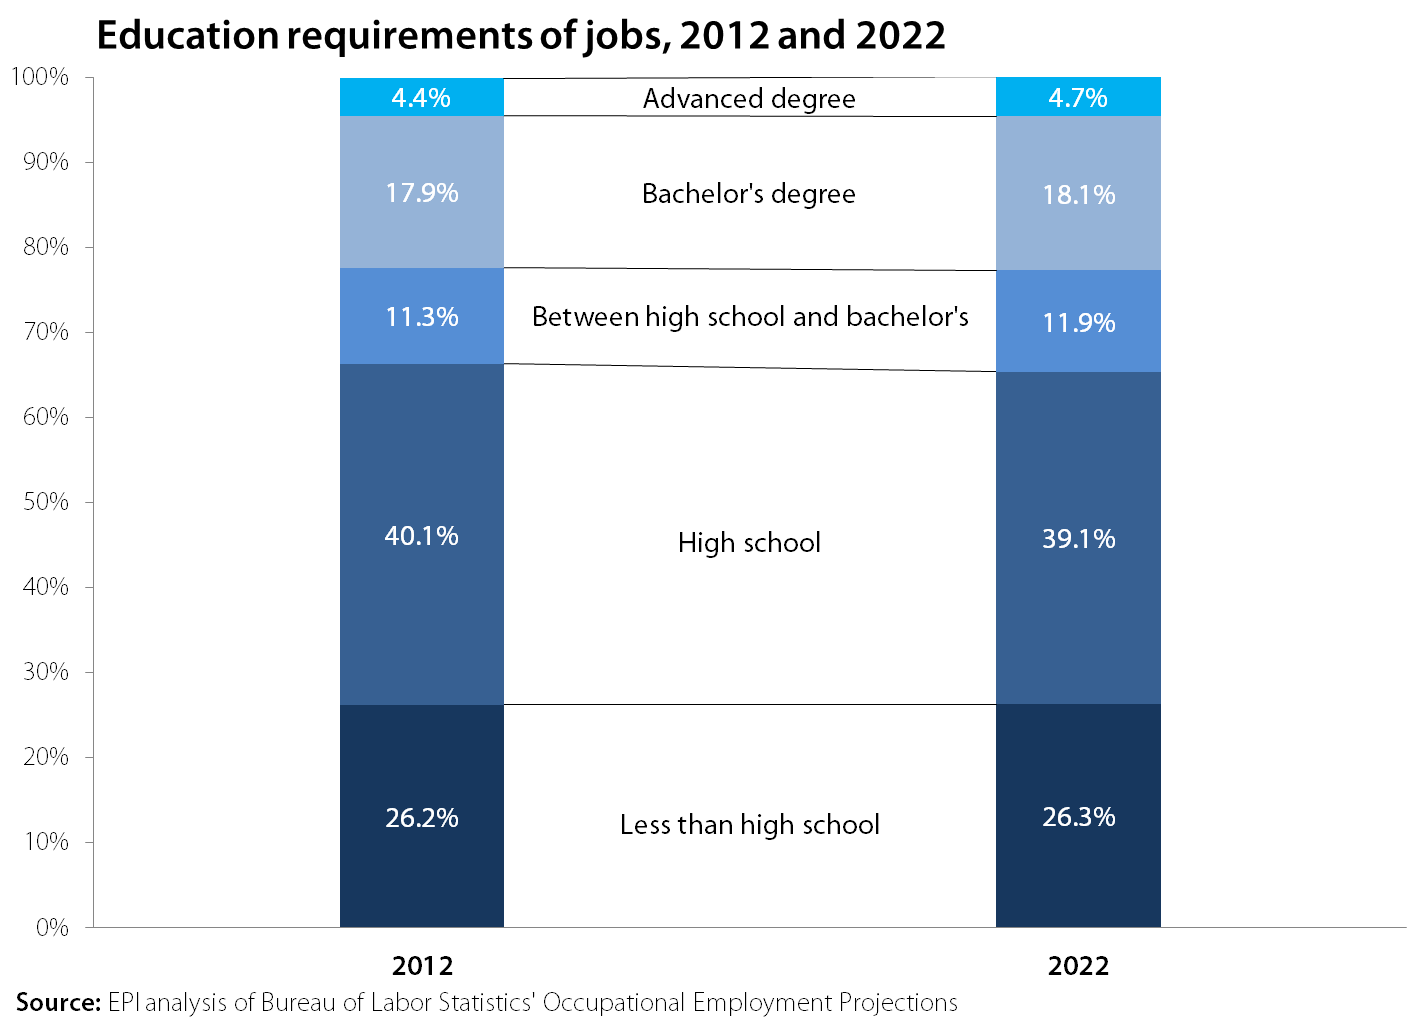 Education requirements of jobs, 2012 and 2022
100%
90%
80%
70%
60%
50%
40%
30%
20%
10%
0%
4.4% Advanced degree 4.7%
17.9% Bachelor's degree 18.1%
11.3% Between high school and bachelor's 11.9%
40.1% High school 39.1%
26.2% Less than high school 26.3%
2012 2022
Source: EPI analysis of Bureau of Labor Statistics' Occupational Employment Projections